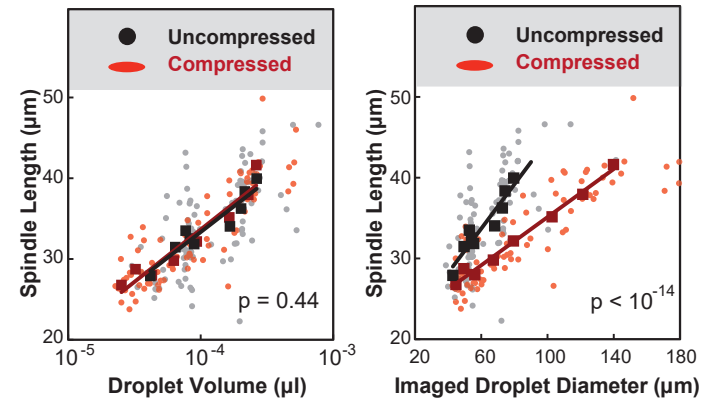 Uncompressed
Compressed
Spindle Length (µm)
50
40
30
20
p = 0.44
10-5
10-4
10-3
Droplet Volume (µl)
Uncompressed
Compressed
Spindle Length (µm)
50
40
30
20
p < 10-14
20
60
100
140
180
Imaged Droplet Diameter (µm)